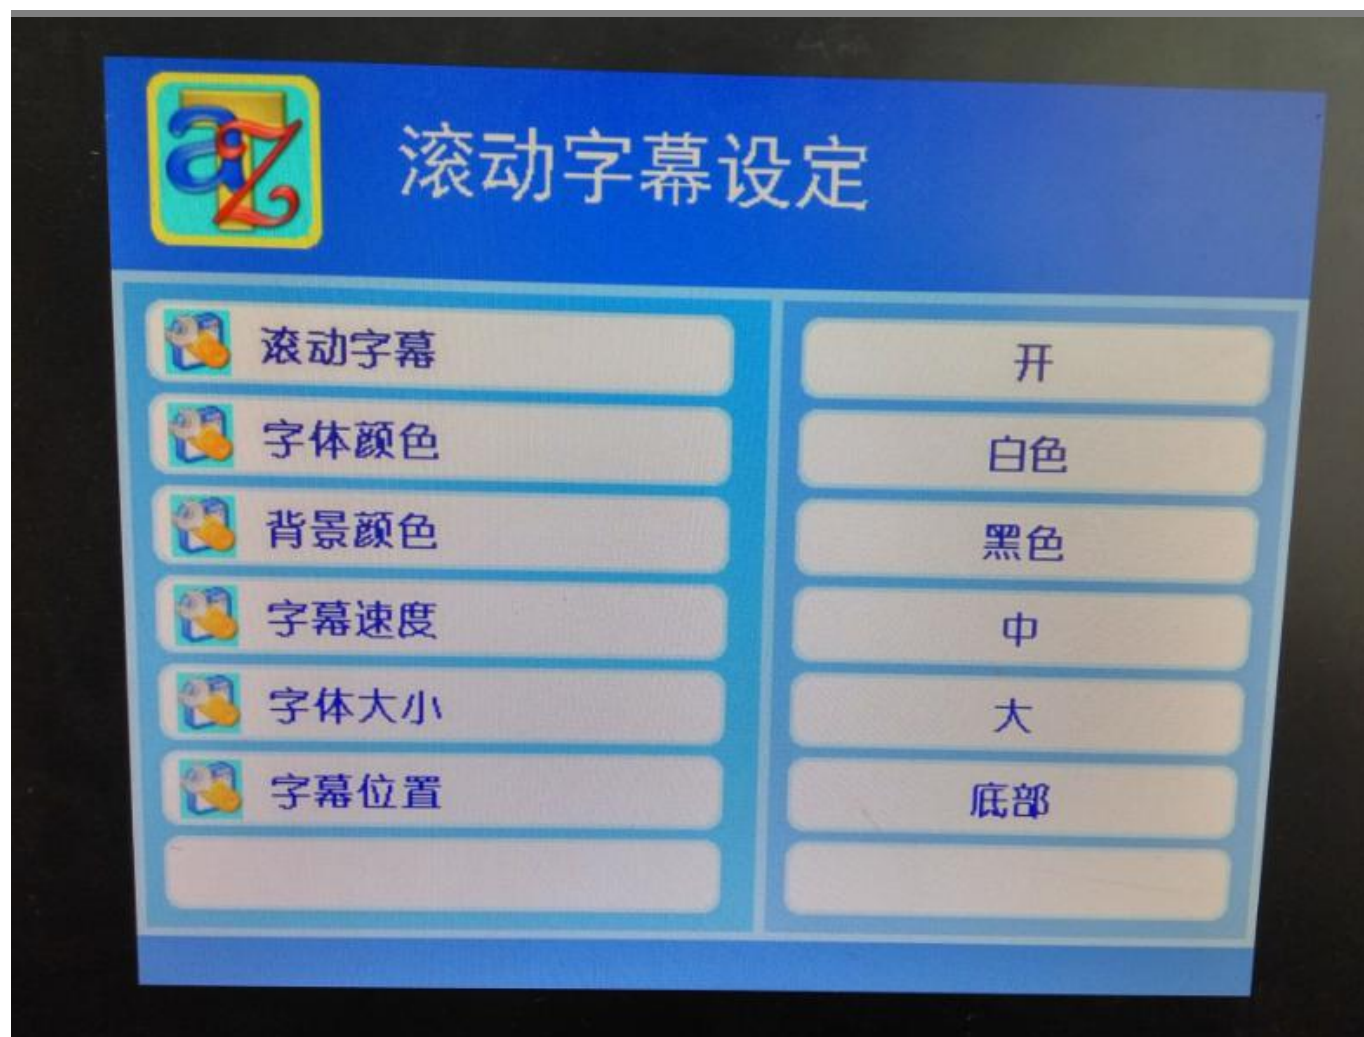 滚动字幕设定
滚动字幕 开
字体颜色 白色
背景颜色 黑色
字幕速度 中
字体大小 大
字幕位置 底部